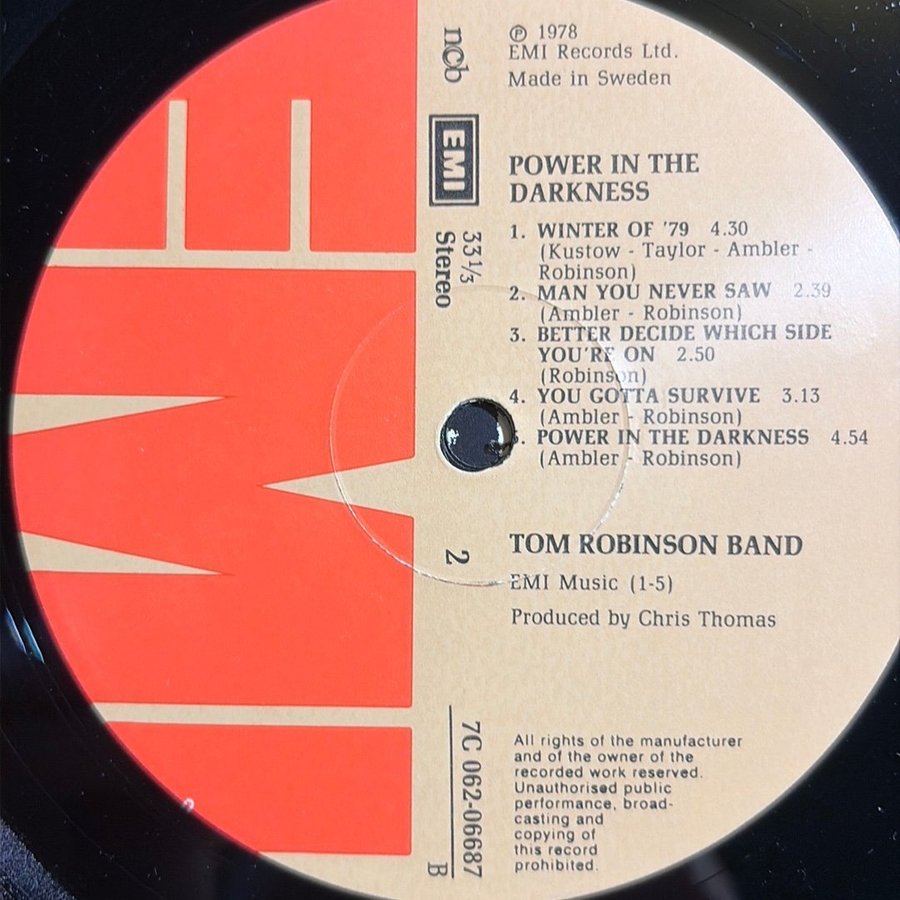 ℗ 1978
EMI Records Ltd.
Made in Sweden
ncb
EMI
33 1/3
Stereo
POWER IN THE
DARKNESS
1. WINTER OF '79 4.30
(Kustow - Taylor - Ambler -
Robinson)
2. MAN YOU NEVER SAW 2.39
(Ambler - Robinson)
3. BETTER DECIDE WHICH SIDE
YOU'RE ON 2.50
(Robinson)
4. YOU GOTTA SURVIVE 3.13
(Ambler - Robinson)
5. POWER IN THE DARKNESS 4.54
(Ambler - Robinson)
2
TOM ROBINSON BAND
EMI Music (1-5)
Produced by Chris Thomas
7C 062-06687
B
All rights of the manufacturer
and of the owner of the
recorded work reserved.
Unauthorised public
performance, broad-
casting and
copying of
this record
prohibited.
EMI